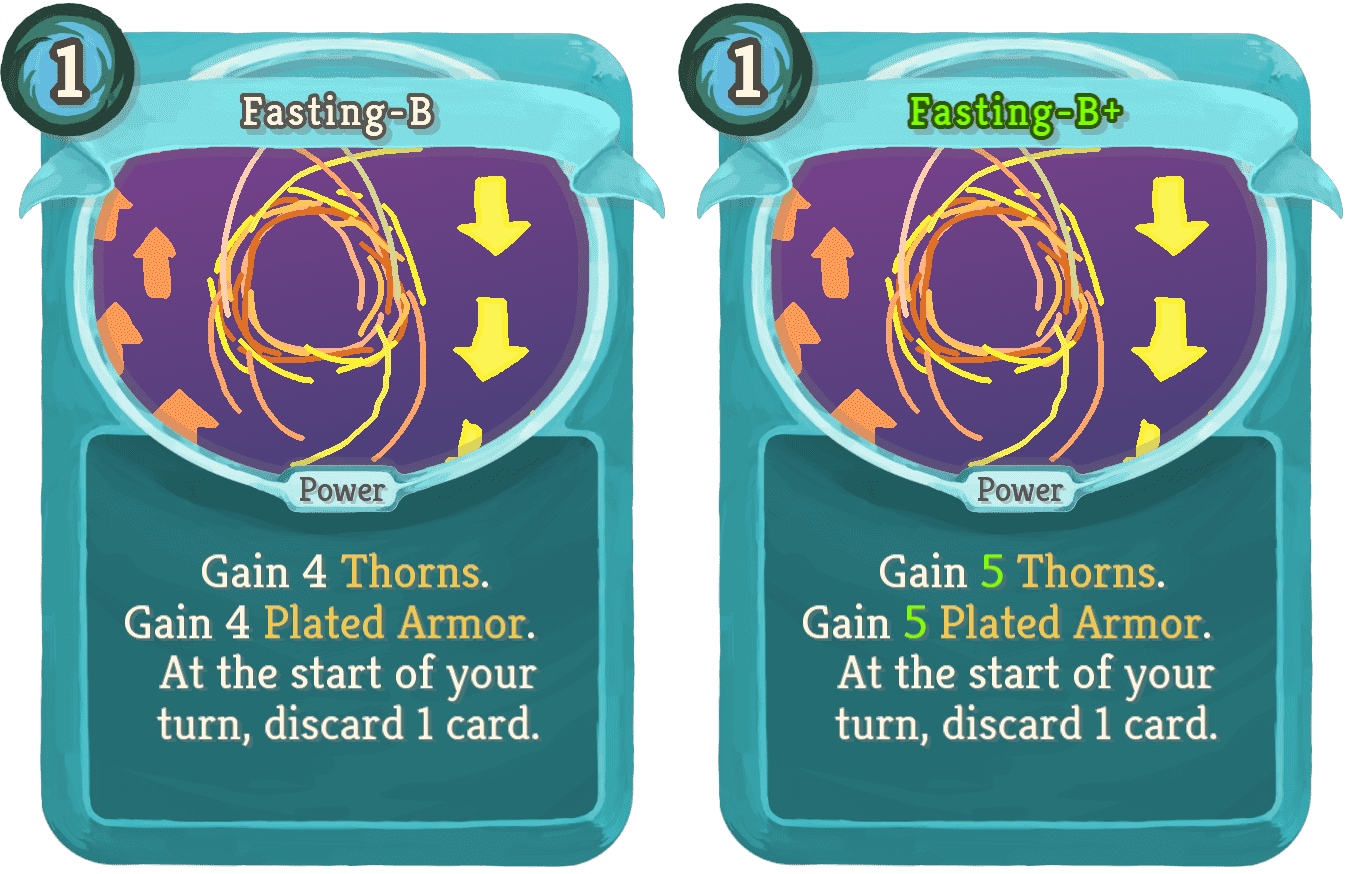 1
Fasting-B
Power
Gain 4 Thorns.
Gain 4 Plated Armor.
At the start of your
turn, discard 1 card.
1
Fasting-B+
Power
Gain 5 Thorns.
Gain 5 Plated Armor.
At the start of your
turn, discard 1 card.